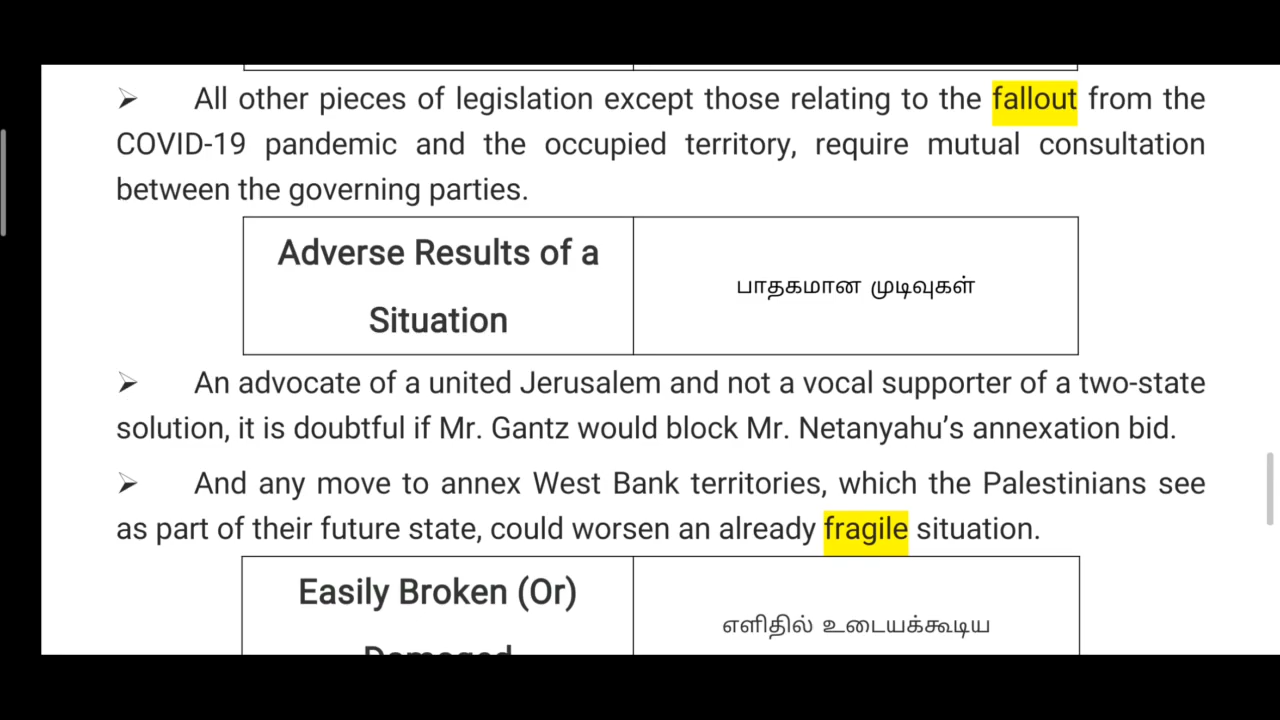 ➢ All other pieces of legislation except those relating to the fallout from the
COVID-19 pandemic and the occupied territory, require mutual consultation
between the governing parties.
Adverse Results of a
Situation
பாதகமான முடிவுகள்
➢ An advocate of a united Jerusalem and not a vocal supporter of a two-state
solution, it is doubtful if Mr. Gantz would block Mr. Netanyahu’s annexation bid.
➢ And any move to annex West Bank territories, which the Palestinians see
as part of their future state, could worsen an already fragile situation.
Easily Broken (Or)
Damaged
எளிதில் உடையக்கூடிய